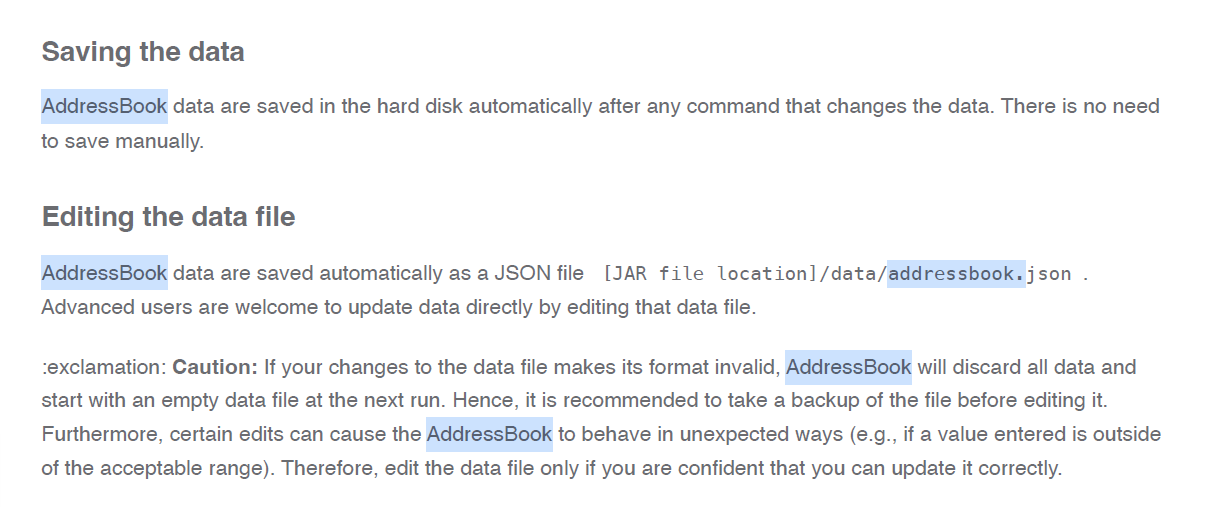 Saving the data
AddressBook data are saved in the hard disk automatically after any command that changes the data. There is no need
to save manually.
Editing the data file
AddressBook data are saved automatically as a JSON file [JAR file location]/data/addressbook.json .
Advanced users are welcome to update data directly by editing that data file.
:exclamation: Caution: If your changes to the data file makes its format invalid, AddressBook will discard all data and
start with an empty data file at the next run. Hence, it is recommended to take a backup of the file before editing it.
Furthermore, certain edits can cause the AddressBook to behave in unexpected ways (e.g., if a value entered is outside
of the acceptable range). Therefore, edit the data file only if you are confident that you can update it correctly.